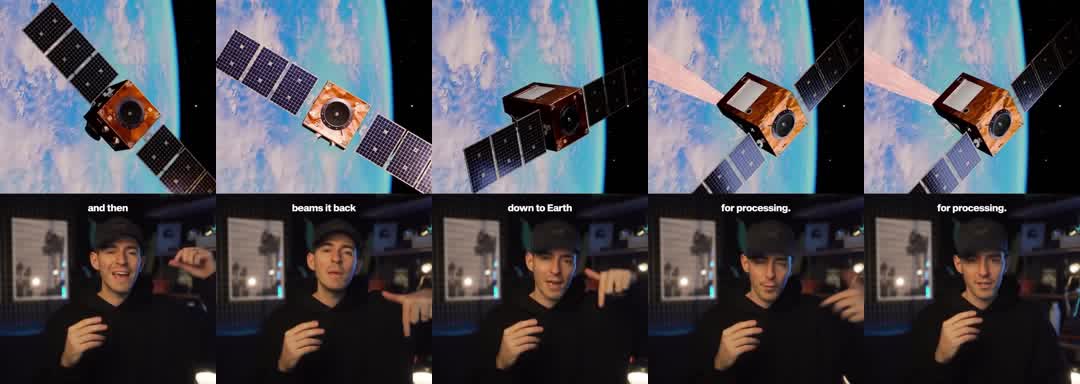 and then
beams it back
down to Earth
for processing.
for processing.